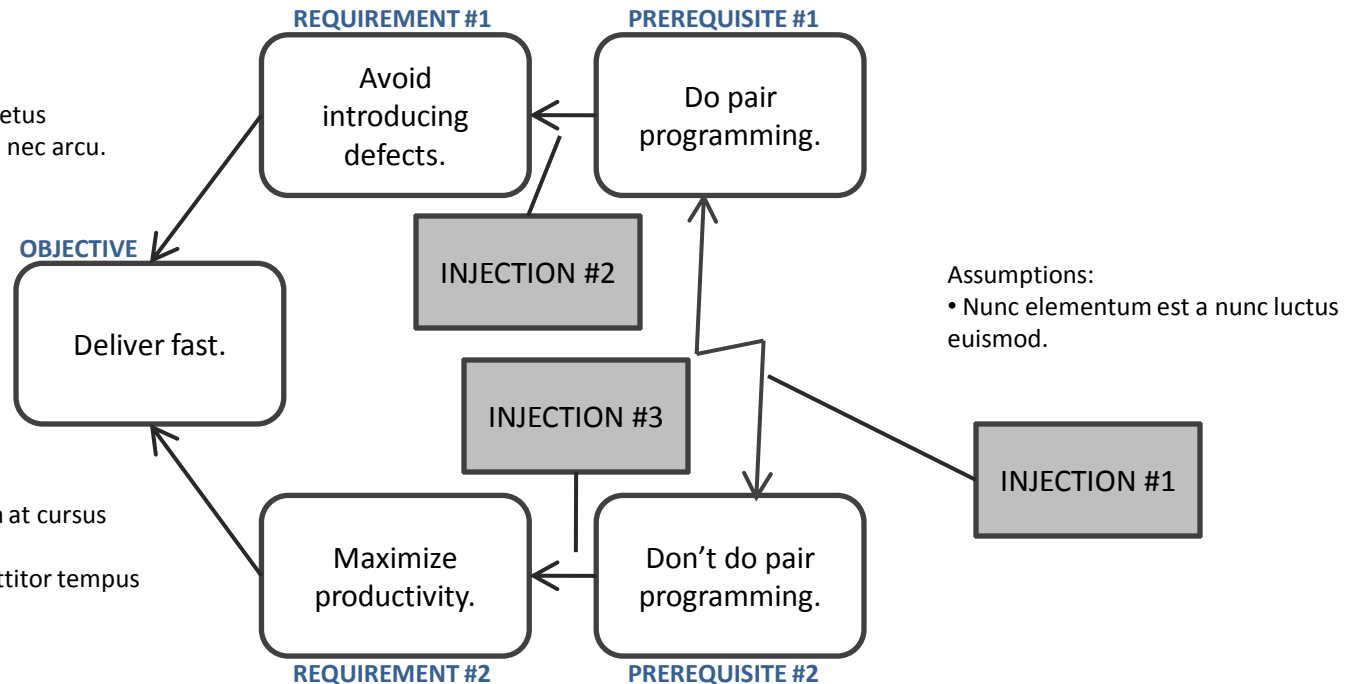 REQUIREMENT #1
PREREQUISITE #1
Avoid
introducing
defects.
Do pair
programming.
etus
nec arcu.
OBJECTIVE
Deliver fast.
INJECTION #2
Assumptions:
• Nunc elementum est a nunc luctus
euismod.
INJECTION #3
INJECTION #1
at cursus
ttitor tempus
Maximize
productivity.
Don't do pair
programming.
REQUIREMENT #2
PREREQUISITE #2